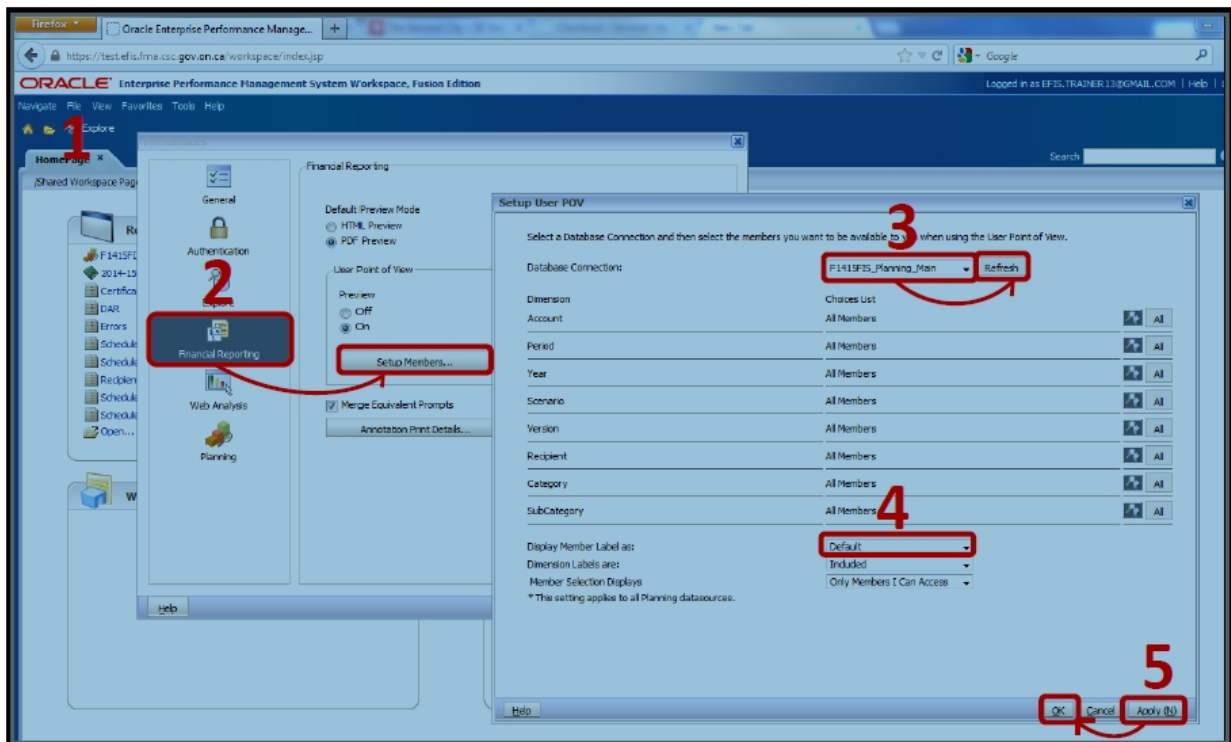 Firefox
Oracle Enterprise Performance Manage...
https://test.efis.fma.csc.gov.on.ca/workspace/index.jsp
Google
ORACLE Enterprise Performance Management System Workspace, Fusion Edition
Logged in as EFIS.TRAINER13@GMAIL.COM | Help |
Navigate File View Favorites Tools Help
Explore
1
HomePage
Search
/Shared Workspace Pag
Re
F1415FI
2014-15
Certifica
DAR
Errors
Schedule
Schedule
Recipien
Schedule
Schedule
Open...
W
General
Authentication
2
Explore
Financial Reporting
Web Analysis
Planning
Help
Financial Reporting
Default Preview Mode
HTML Preview
PDF Preview
User Point of View
Preview
Off
On
Setup Members...
Merge Equivalent Prompts
Annotation Print Details...
Setup User POV
3
Select a Database Connection and then select the members you want to be available to you when using the User Point of View.
Database Connection: F1415FIS_Planning_Main Refresh
Dimension Choices List
Account All Members All
Period All Members All
Year All Members All
Scenario All Members All
Version All Members All
Recipient All Members All
Category All Members All
SubCategory All Members All
4
Display Member Label as: Default
Dimension Labels are: Included
Member Selection Displays Only Members I Can Access
* This setting applies to all Planning datasources.
5
Help OK Cancel Apply (N)